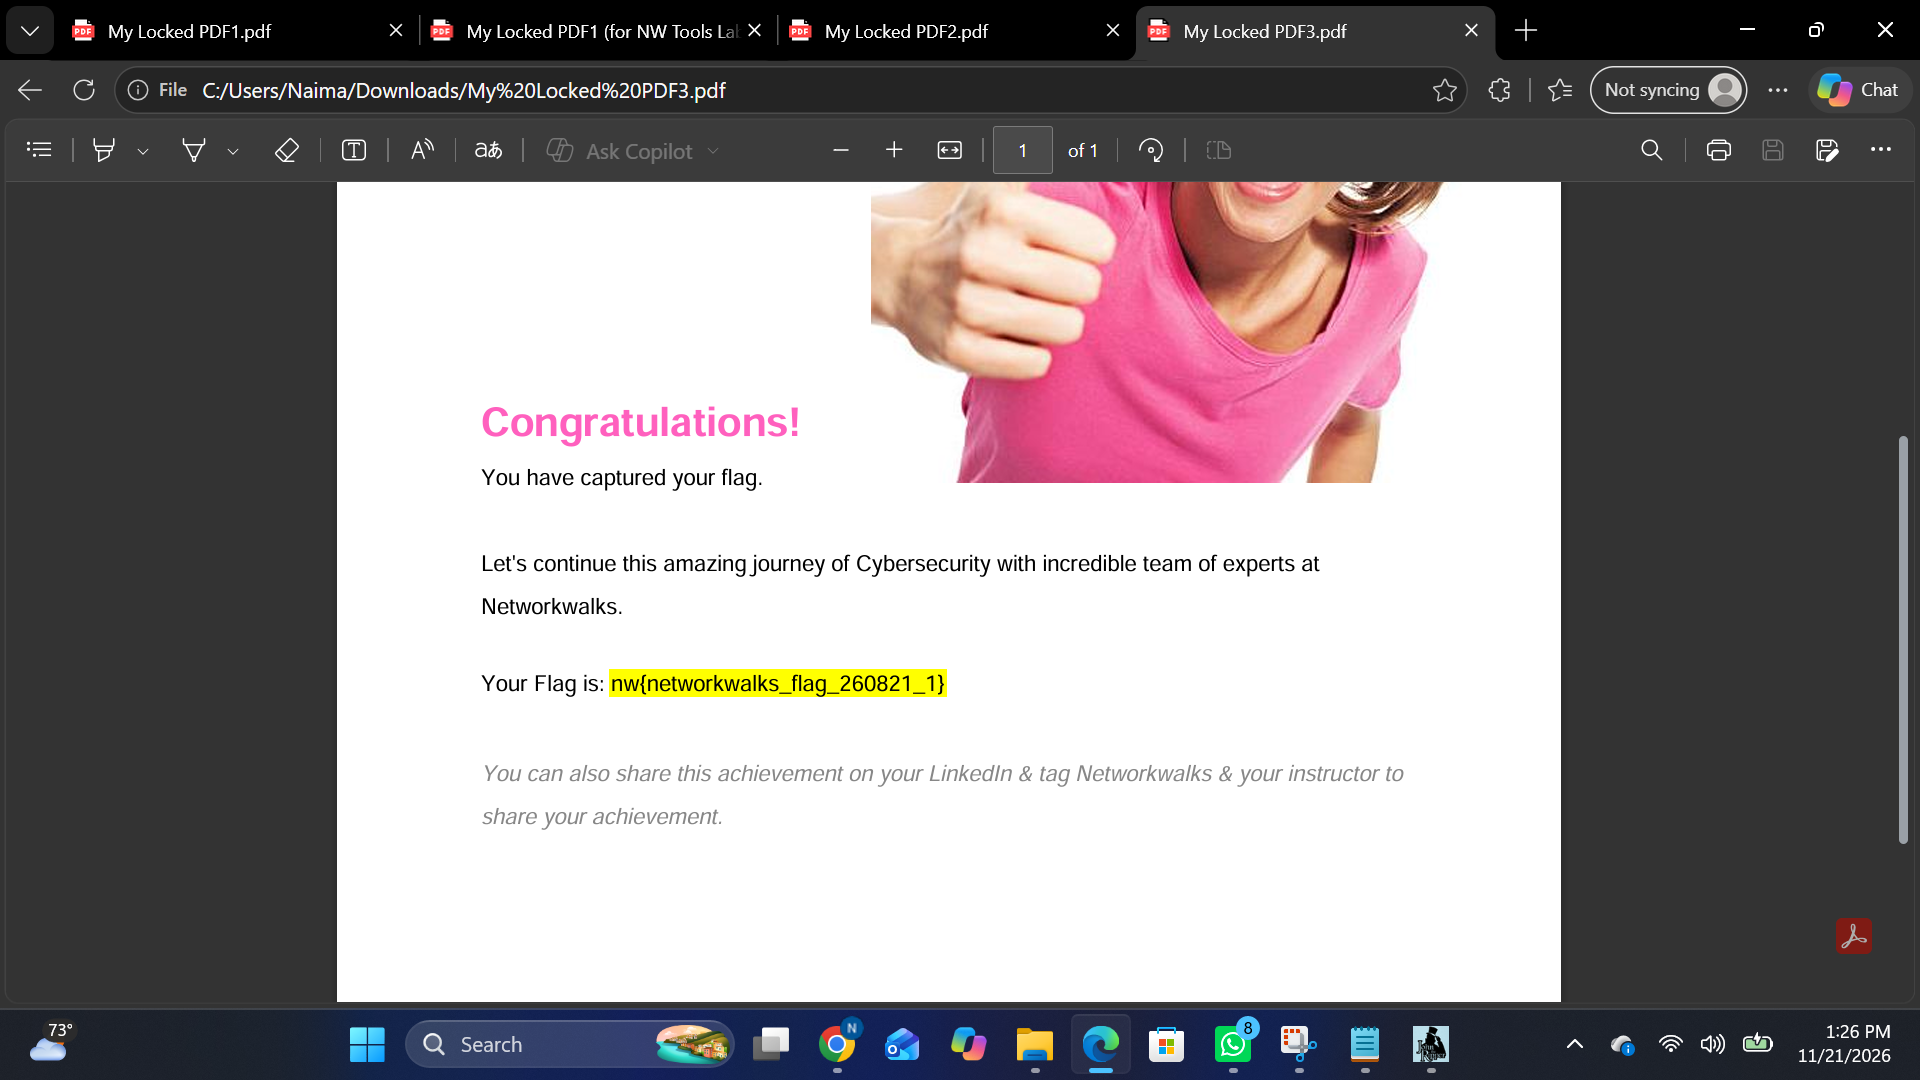 My Locked PDF1.pdf
My Locked PDF1 (for NW Tools La
My Locked PDF2.pdf
My Locked PDF3.pdf
File C:/Users/Naima/Downloads/My%20Locked%20PDF3.pdf
Not syncing
Chat
Ask Copilot
1 of 1
Congratulations!
You have captured your flag.
Let's continue this amazing journey of Cybersecurity with incredible team of experts at
Networkwalks.
Your Flag is: nw{networkwalks_flag_260821_1}
You can also share this achievement on your LinkedIn & tag Networkwalks & your instructor to
share your achievement.
73°
Search
N
8
1:26 PM
11/21/2026